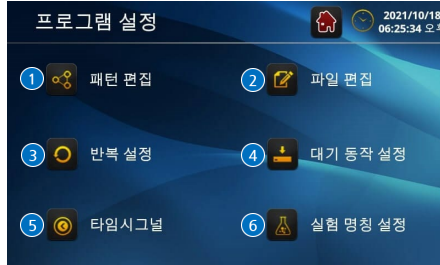 프로그램 설정
2021/10/18
06:25:34 오후
1 패턴 편집
2 파일 편집
3 반복 설정
4 대기 동작 설정
5 타임시그널
6 실험 명칭 설정